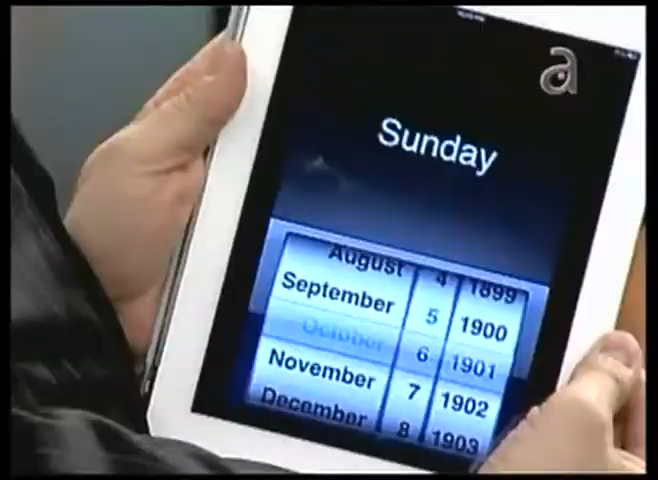 a
Sunday
August 4 1899
September 5 1900
October 6 1901
November 7 1902
December 8 1903